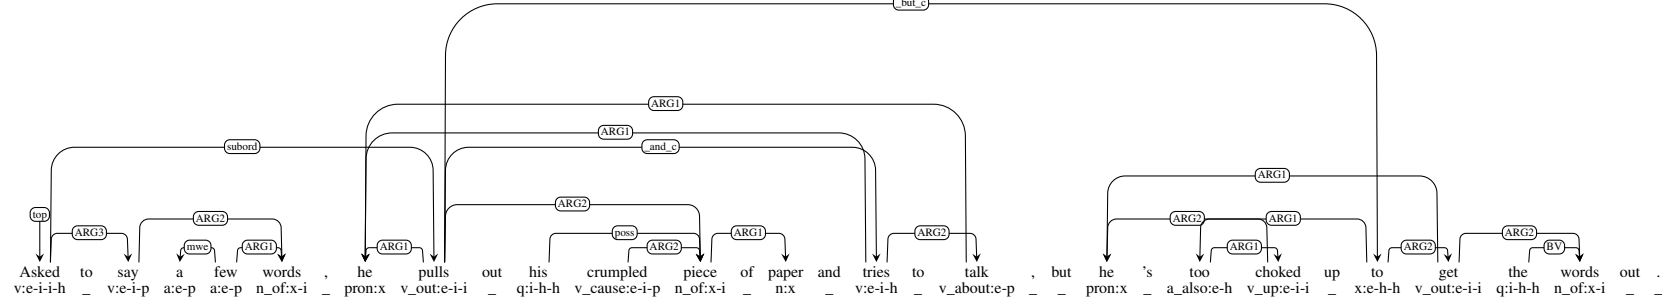 _but_c
ARG1
ARG1
subord _and_c
ARG1
ARG2
top ARG2 ARG2 ARG1
ARG3 poss ARG1 ARG2 ARG2
mwe ARG1 ARG1 ARG2 ARG1 ARG2 BV
Asked to say a few words , he pulls out his crumpled piece of paper and tries to talk , but he 's too choked up to get the words out .
v:e-i-i-h _ v:e-i-p a:e-p a:e-p n_of:x-i _ pron:x v_out:e-i-i _ q:i-h-h v_cause:e-i-p n_of:x-i _ n:x _ v:e-i-h _ v_about:e-p _ _ pron:x _ a_also:e-h v_up:e-i-i _ x:e-h-h v_out:e-i-i q:i-h-h n_of:x-i _ _